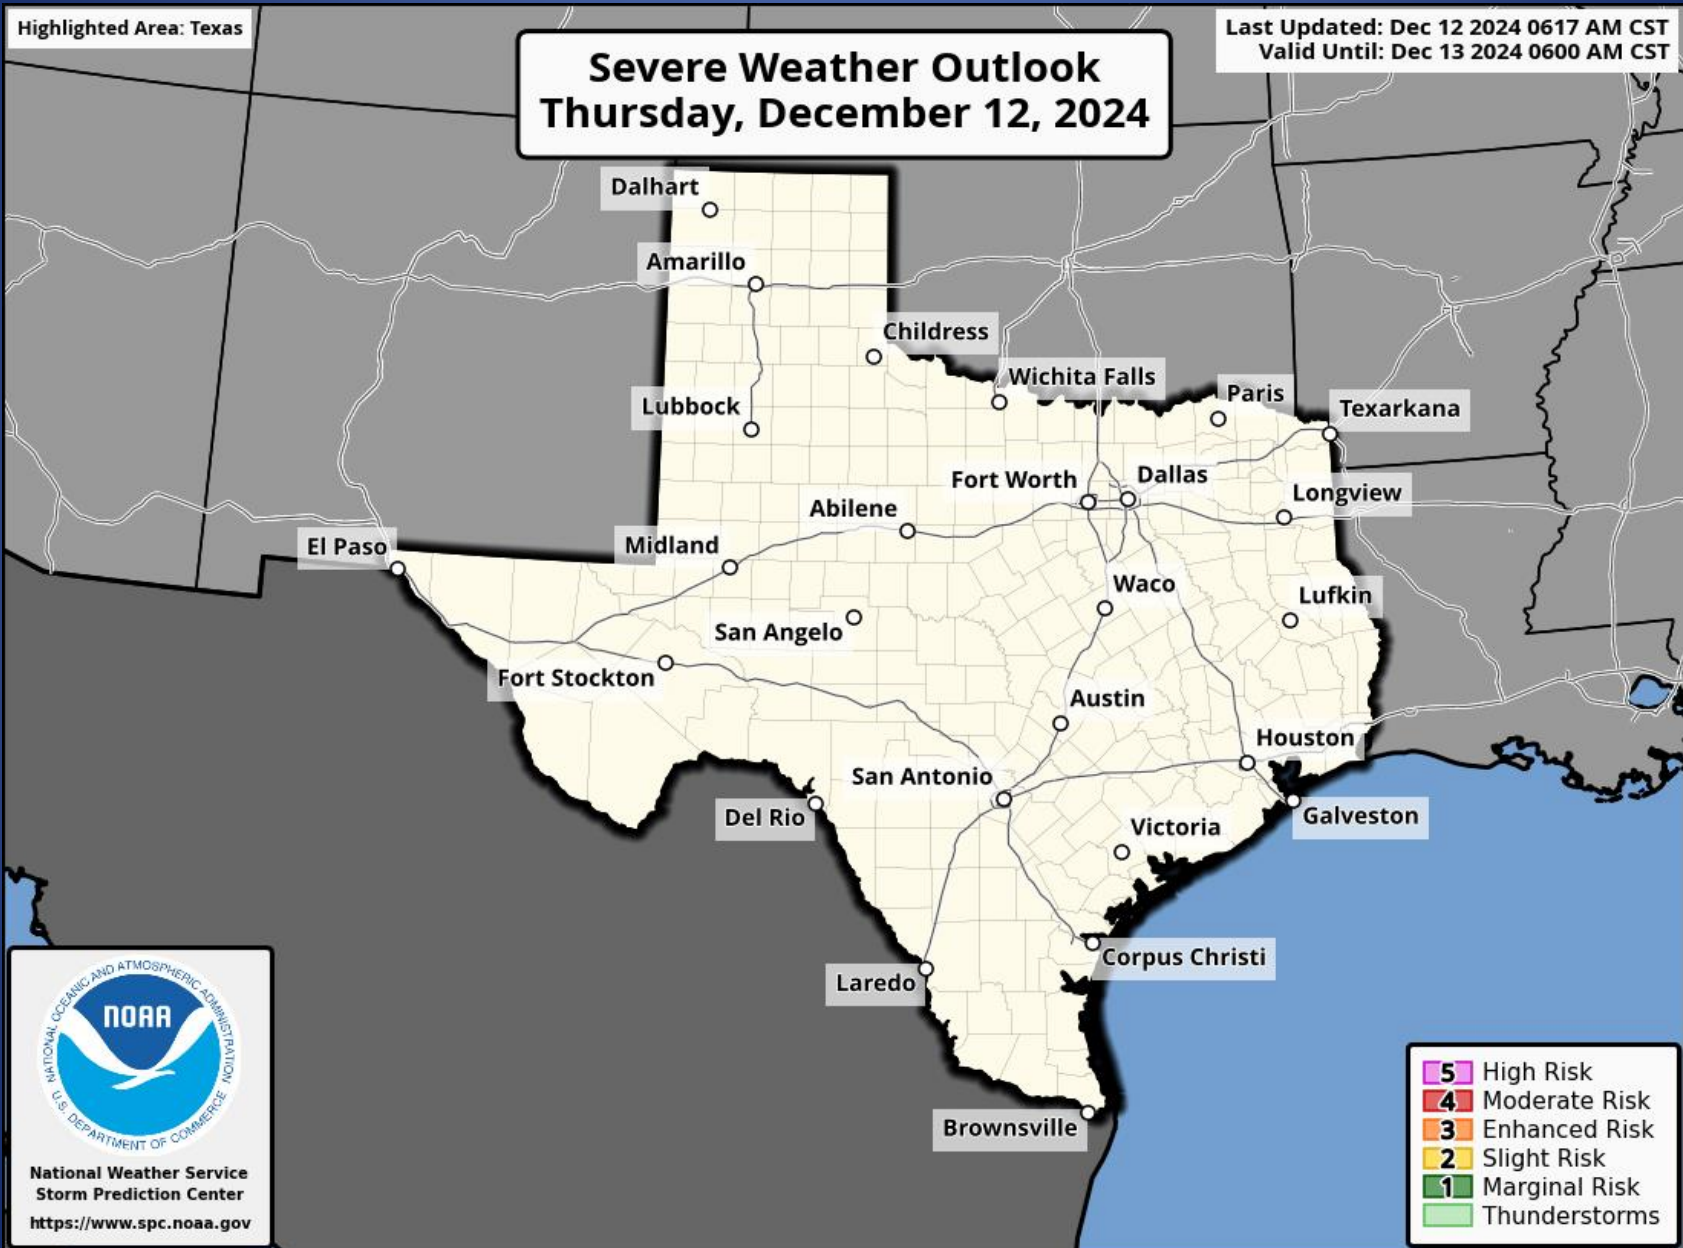 Highlighted Area: Texas
Last Updated: Dec 12 2024 0617 AM CST
Valid Until: Dec 13 2024 0600 AM CST
Severe Weather Outlook
Thursday, December 12, 2024
Dalhart
Amarillo
Childress
Wichita Falls
Paris
Texarkana
Lubbock
Fort Worth
Dallas
Longview
Abilene
El Paso
Midland
Waco
Lufkin
San Angelo
Fort Stockton
Austin
Houston
San Antonio
Del Rio
Galveston
Victoria
Corpus Christi
Laredo
Brownsville
NATIONAL OCEANIC AND ATMOSPHERIC ADMINISTRATION
NOAA
U.S. DEPARTMENT OF COMMERCE
National Weather Service
Storm Prediction Center
https://www.spc.noaa.gov
5 High Risk
4 Moderate Risk
3 Enhanced Risk
2 Slight Risk
1 Marginal Risk
Thunderstorms